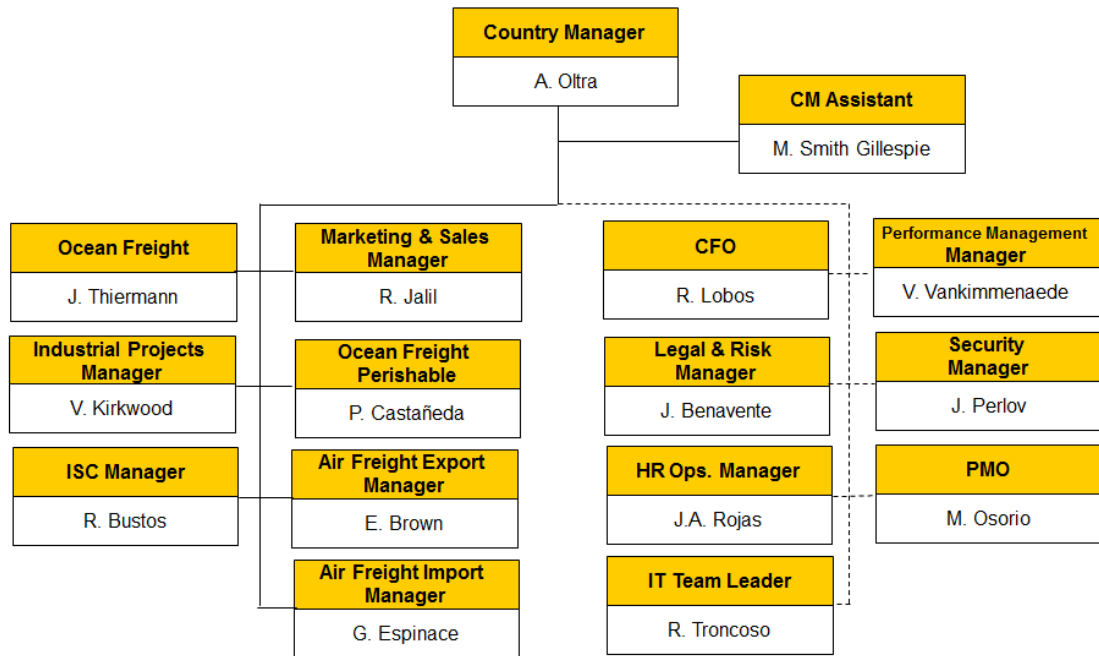 Country Manager
A. Oltra
CM Assistant
M. Smith Gillespie
Ocean Freight
J. Thiermann
Marketing & Sales
Manager
R. Jalil
CFO
R. Lobos
Performance Management
Manager
V. Vankimmenaede
Industrial Projects
Manager
V. Kirkwood
Ocean Freight
Perishable
P. Castañeda
Legal & Risk
Manager
J. Benavente
Security
Manager
J. Perlov
ISC Manager
R. Bustos
Air Freight Export
Manager
E. Brown
HR Ops. Manager
J.A. Rojas
PMO
M. Osorio
Air Freight Import
Manager
G. Espinace
IT Team Leader
R. Troncoso